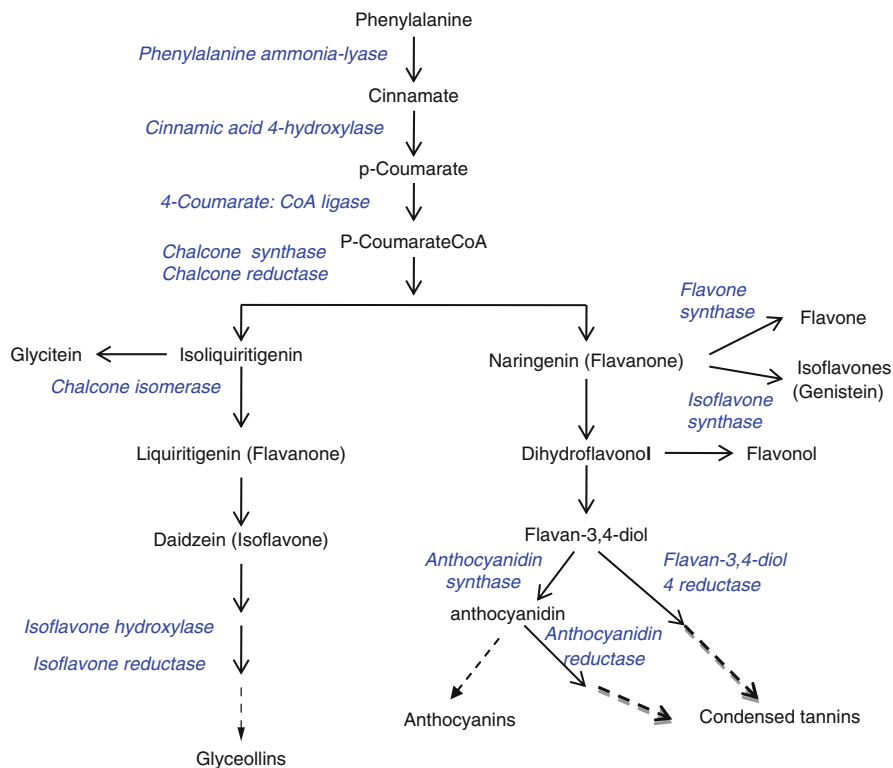 Phenylalanine
Phenylalanine ammonia-lyase
Cinnamate
Cinnamic acid 4-hydroxylase
p-Coumarate
4-Coumarate: CoA ligase
P-CoumarateCoA
Chalcone synthase
Chalcone reductase
Flavone
synthase
Flavone
Glycitein
Isoliquiritigenin
Naringenin (Flavanone)
Isoflavones
(Genistein)
Chalcone isomerase
Isoflavone
synthase
Liquiritigenin (Flavanone)
Dihydroflavonol
Flavonol
Daidzein (Isoflavone)
Flavan-3,4-diol
Anthocyanidin
synthase
Flavan-3,4-diol
4 reductase
anthocyanidin
Isoflavone hydroxylase
Anthocyanidin
reductase
Isoflavone reductase
Anthocyanins
Condensed tannins
Glyceollins